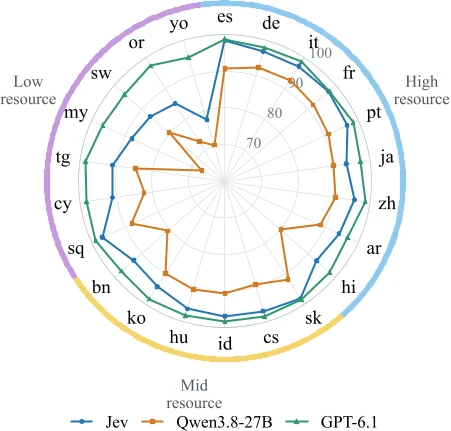 es
de
it
fr
pt
ja
zh
ar
hi
sk
cs
id
hu
ko
bn
sq
cy
tg
my
sw
or
yo
100
90
80
70
High
resource
Low
resource
Mid
resource
Jev
Qwen3.8-27B
GPT-6.1